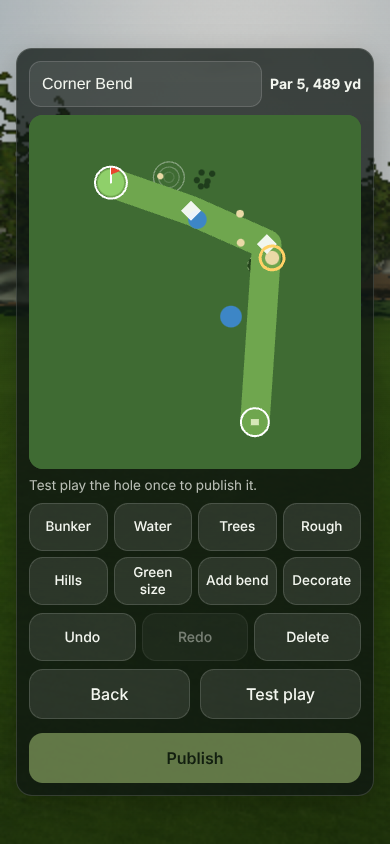 Corner Bend
Par 5, 489 yd
Test play the hole once to publish it.
Bunker
Water
Trees
Rough
Hills
Green
size
Add bend
Decorate
Undo
Redo
Delete
Back
Test play
Publish